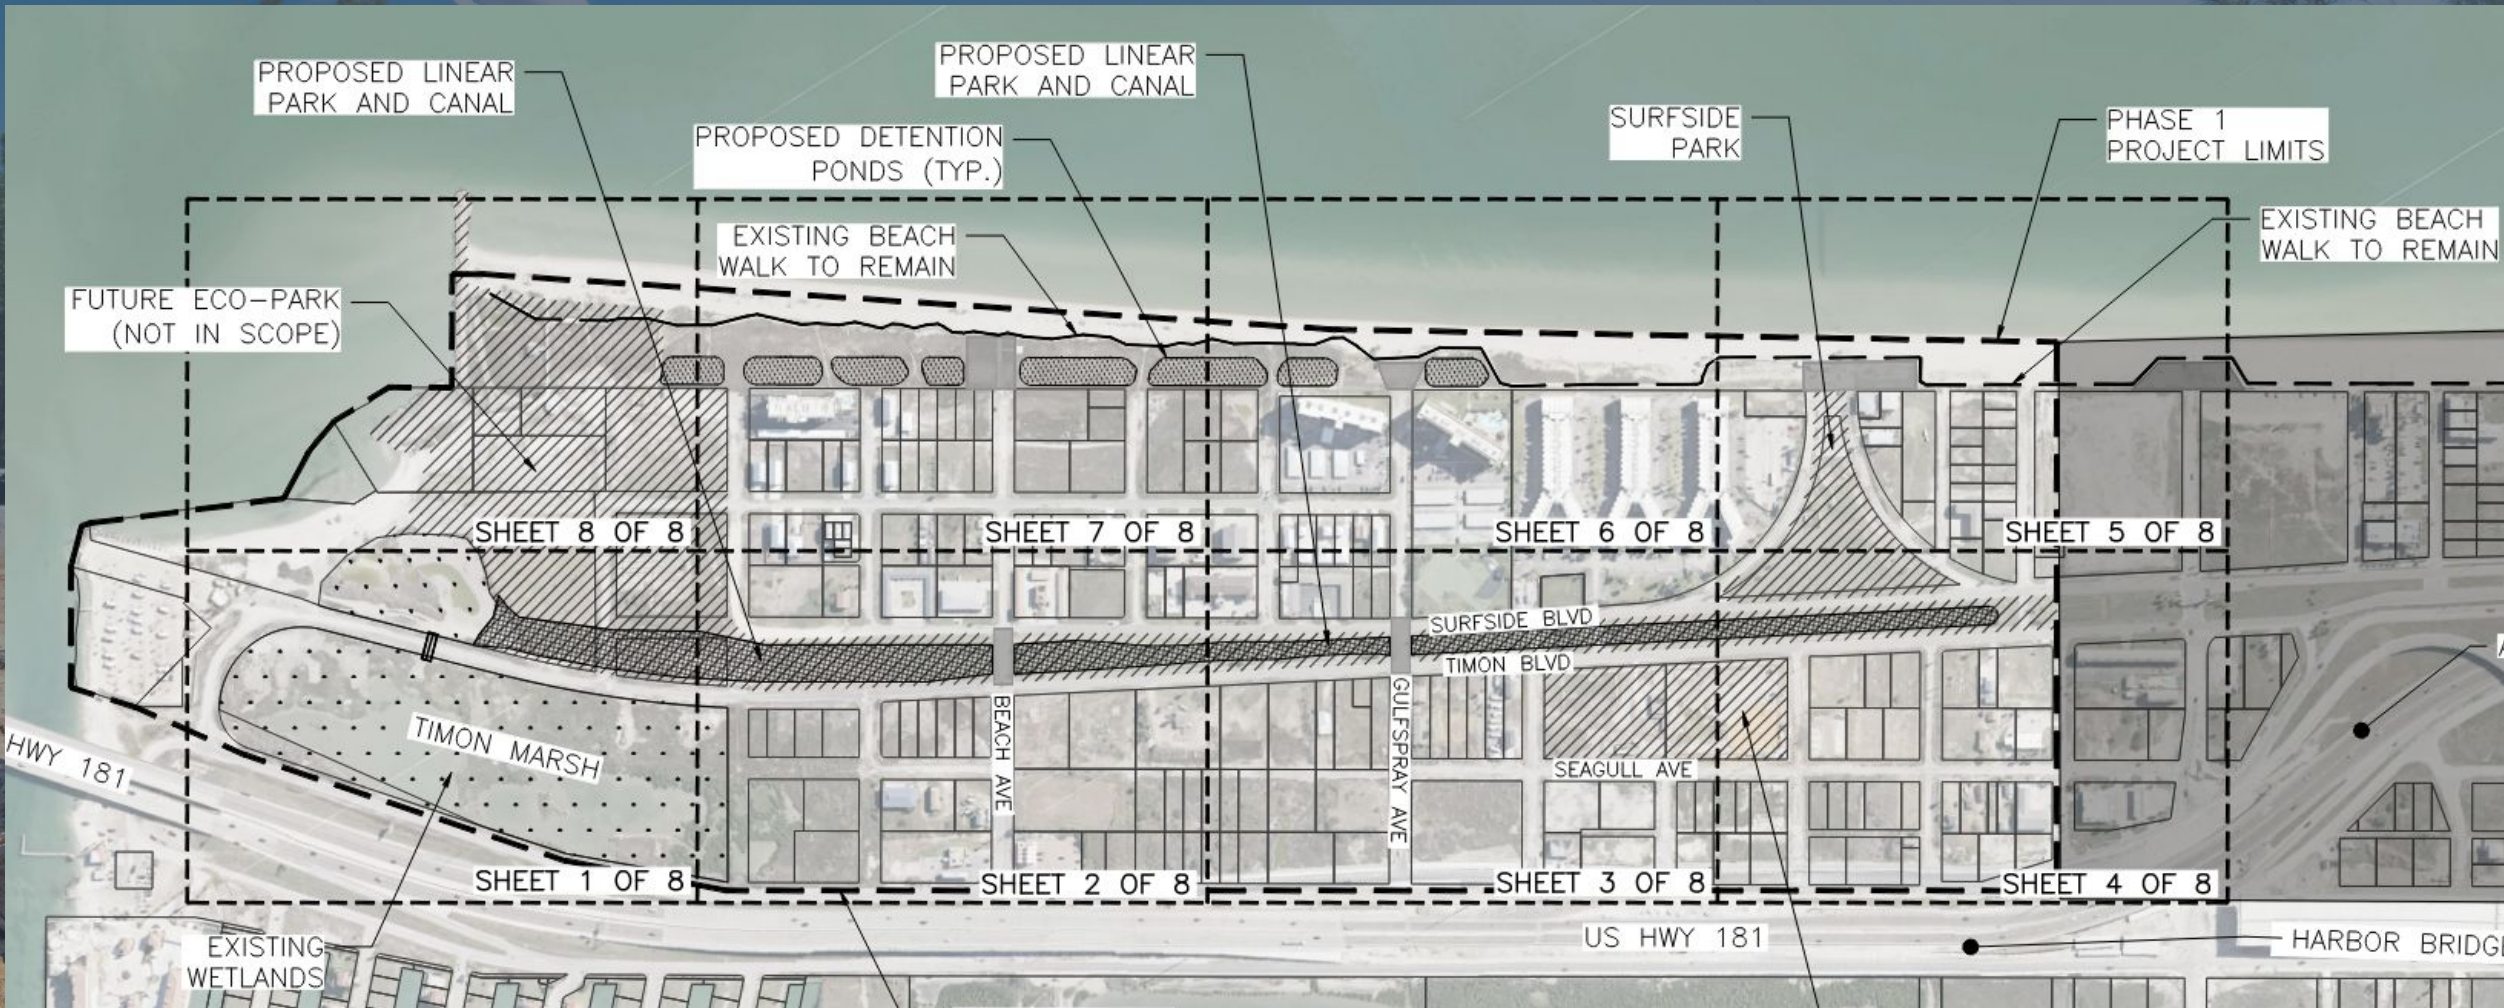 PROPOSED LINEAR
PARK AND CANAL
PROPOSED LINEAR
PARK AND CANAL
PROPOSED DETENTION
PONDS (TYP.)
SURFSIDE
PARK
PHASE 1
PROJECT LIMITS
EXISTING BEACH
WALK TO REMAIN
EXISTING BEACH
WALK TO REMAIN
FUTURE ECO-PARK
(NOT IN SCOPE)
SHEET 8 OF 8
SHEET 7 OF 8
SHEET 6 OF 8
SHEET 5 OF 8
SURFSIDE BLVD
TIMON BLVD
BEACH AVE
GULFSPRAY AVE
TIMON MARSH
HWY 181
SEAGULL AVE
SHEET 1 OF 8
SHEET 2 OF 8
SHEET 3 OF 8
SHEET 4 OF 8
EXISTING
WETLANDS
US HWY 181
HARBOR BRIDGE